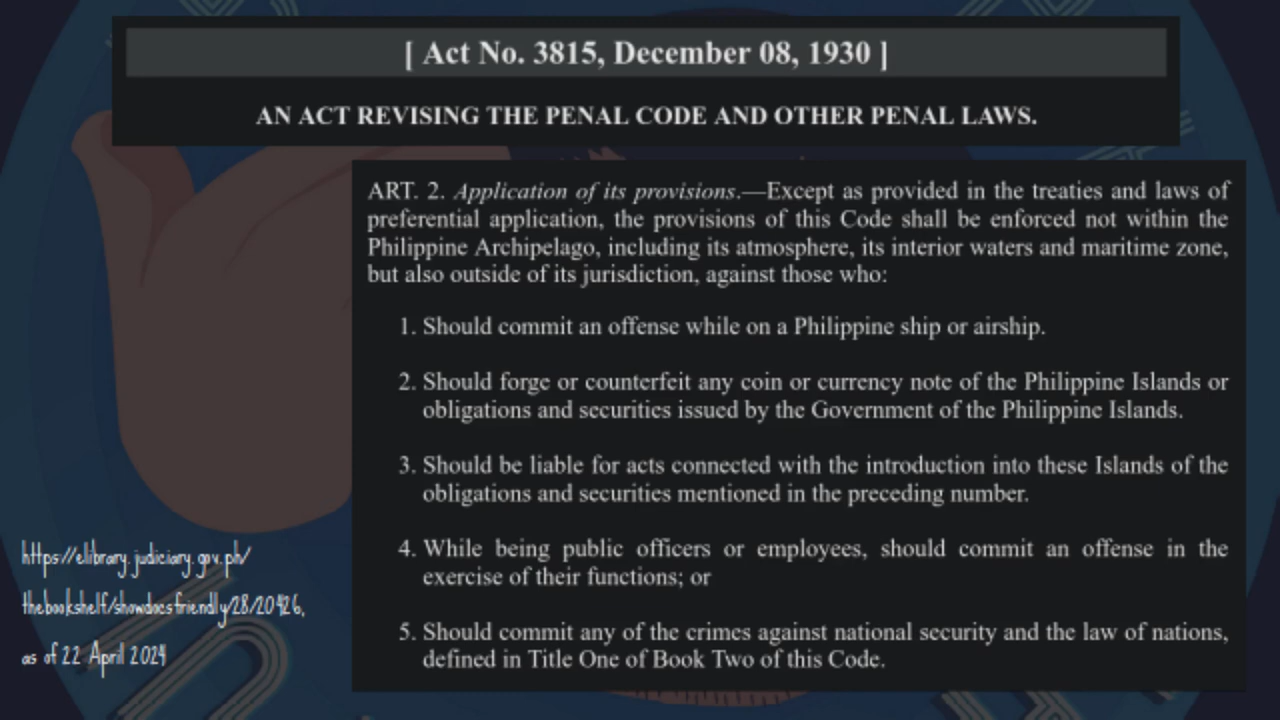 [ Act No. 3815, December 08, 1930 ]
AN ACT REVISING THE PENAL CODE AND OTHER PENAL LAWS.
ART. 2. Application of its provisions.—Except as provided in the treaties and laws of
preferential application, the provisions of this Code shall be enforced not within the
Philippine Archipelago, including its atmosphere, its interior waters and maritime zone,
but also outside of its jurisdiction, against those who:
1. Should commit an offense while on a Philippine ship or airship.
2. Should forge or counterfeit any coin or currency note of the Philippine Islands or
obligations and securities issued by the Government of the Philippine Islands.
3. Should be liable for acts connected with the introduction into these Islands of the
obligations and securities mentioned in the preceding number.
4. While being public officers or employees, should commit an offense in the
exercise of their functions; or
5. Should commit any of the crimes against national security and the law of nations,
defined in Title One of Book Two of this Code.
https://elibrary.judiciary.gov.ph/
thebookshelf/showdocsfriendly/28/20426,
as of 22 April 2024